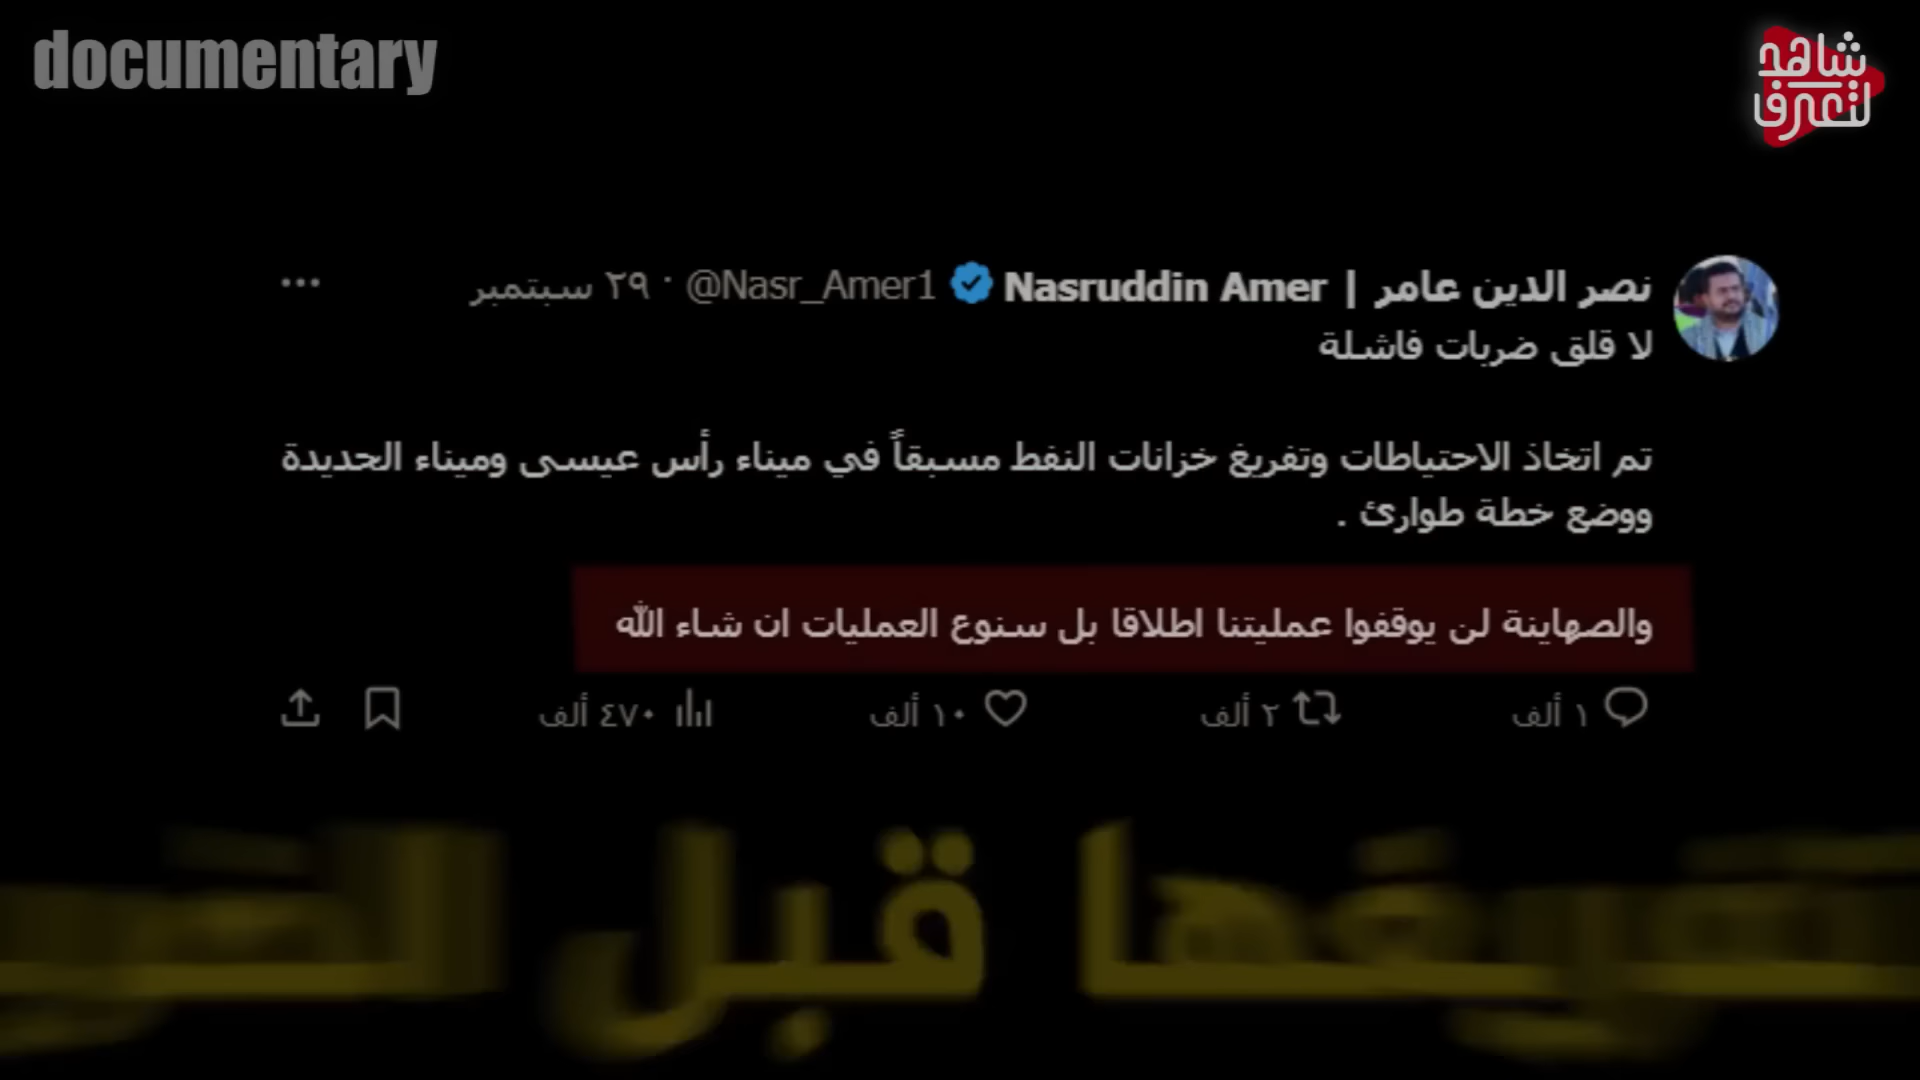 documentary
شاهد
لتعرف
نصر الدين عامر | Nasruddin Amer @Nasr_Amer1 · ٢٩ سبتمبر
لا قلق ضربات فاشلة
تم اتخاذ الاحتياطات وتفريغ خزانات النفط مسبقاً في ميناء رأس عيسى وميناء الحديدة
ووضع خطة طوارئ .
والصهاينة لن يوقفوا عمليتنا اطلاقا بل سنوع العمليات ان شاء الله
١ ألف ٢ ألف ١٠ ألف ٤٧٠ ألف
قبل